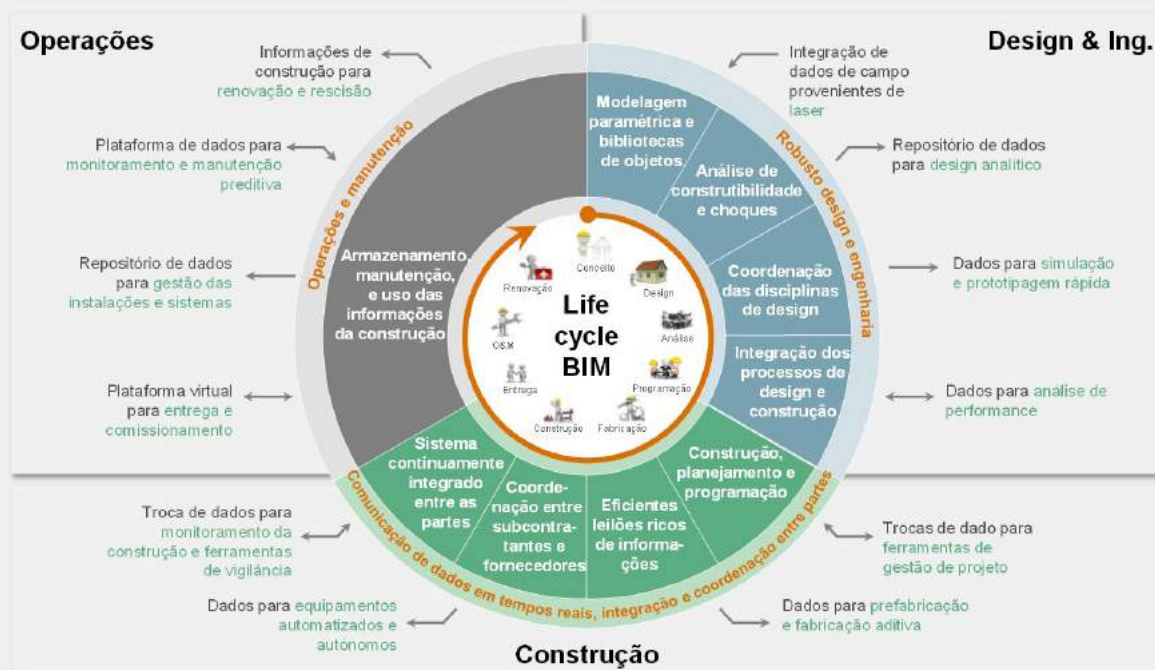 Operações
Design & Ing.
Construção
Informações de
construção para
renovação e rescisão
Plataforma de dados para
monitoramento e manutenção
preditiva
Repositório de dados
para gestão das
instalações e sistemas
Plataforma virtual
para entrega e
comissionamento
Integração de
dados de campo
provenientes de
laser
Repositório de dados
para design analítico
Dados para simulação
e prototipagem rápida
Dados para análise de
performance
Troca de dados para
monitoramento da
construção e ferramentas
de vigilância
Dados para equipamentos
automatizados e
autônomos
Trocas de dado para
ferramentas de
gestão de projeto
Dados para prefabricação
e fabricação aditiva
Operações e manutenção
Robusto design e engenharia
Comunicação de dados em tempos reais, integração e coordenação entre partes
Modelagem
paramétrica e
bibliotecas
de objetos
Análise de
construtibilidade
e choques
Coordenação
das disciplinas
de design
Integração dos
processos de
design e
construção
Construção,
planejamento e
programação
Eficientes
leilões ricos
de informa-
ções
Coorde-
nação entre
subcontra-
tantes e
fornecedores
Sistema
continuamente
integrado
entre as
partes
Armazenamento,
manutenção,
e uso das
informações
da construção
Life
cycle
BIM
Conceito
Design
Análise
Programação
Fabricação
Construção
Entrega
O&M
Renovação